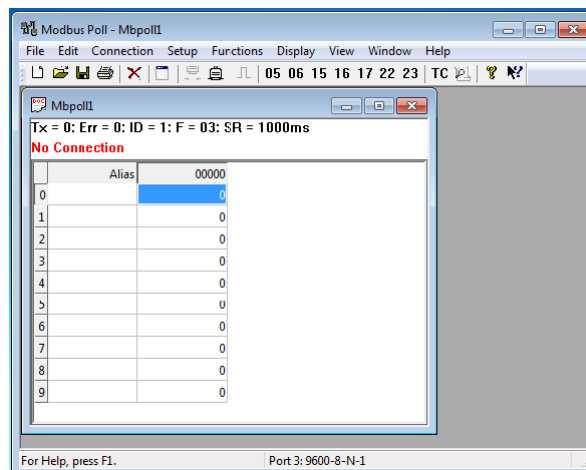 Modbus Poll - Mbpoll1
File Edit Connection Setup Functions Display View Window Help
05 06 15 16 17 22 23 TC
Mbpoll1
Tx = 0: Err = 0: ID = 1: F = 03: SR = 1000ms
No Connection
Alias 00000
0 0
1 0
2 0
3 0
4 0
5 0
6 0
7 0
8 0
9 0
For Help, press F1. Port 3: 9600-8-N-1